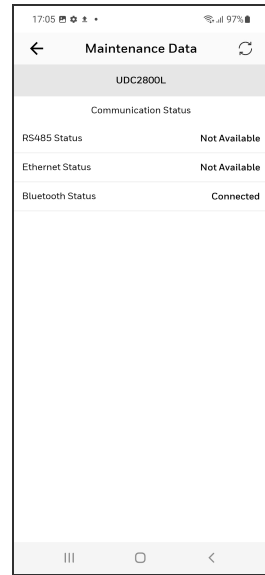 17:05 97%
Maintenance Data
UDC2800L
Communication Status
RS485 Status Not Available
Ethernet Status Not Available
Bluetooth Status Connected